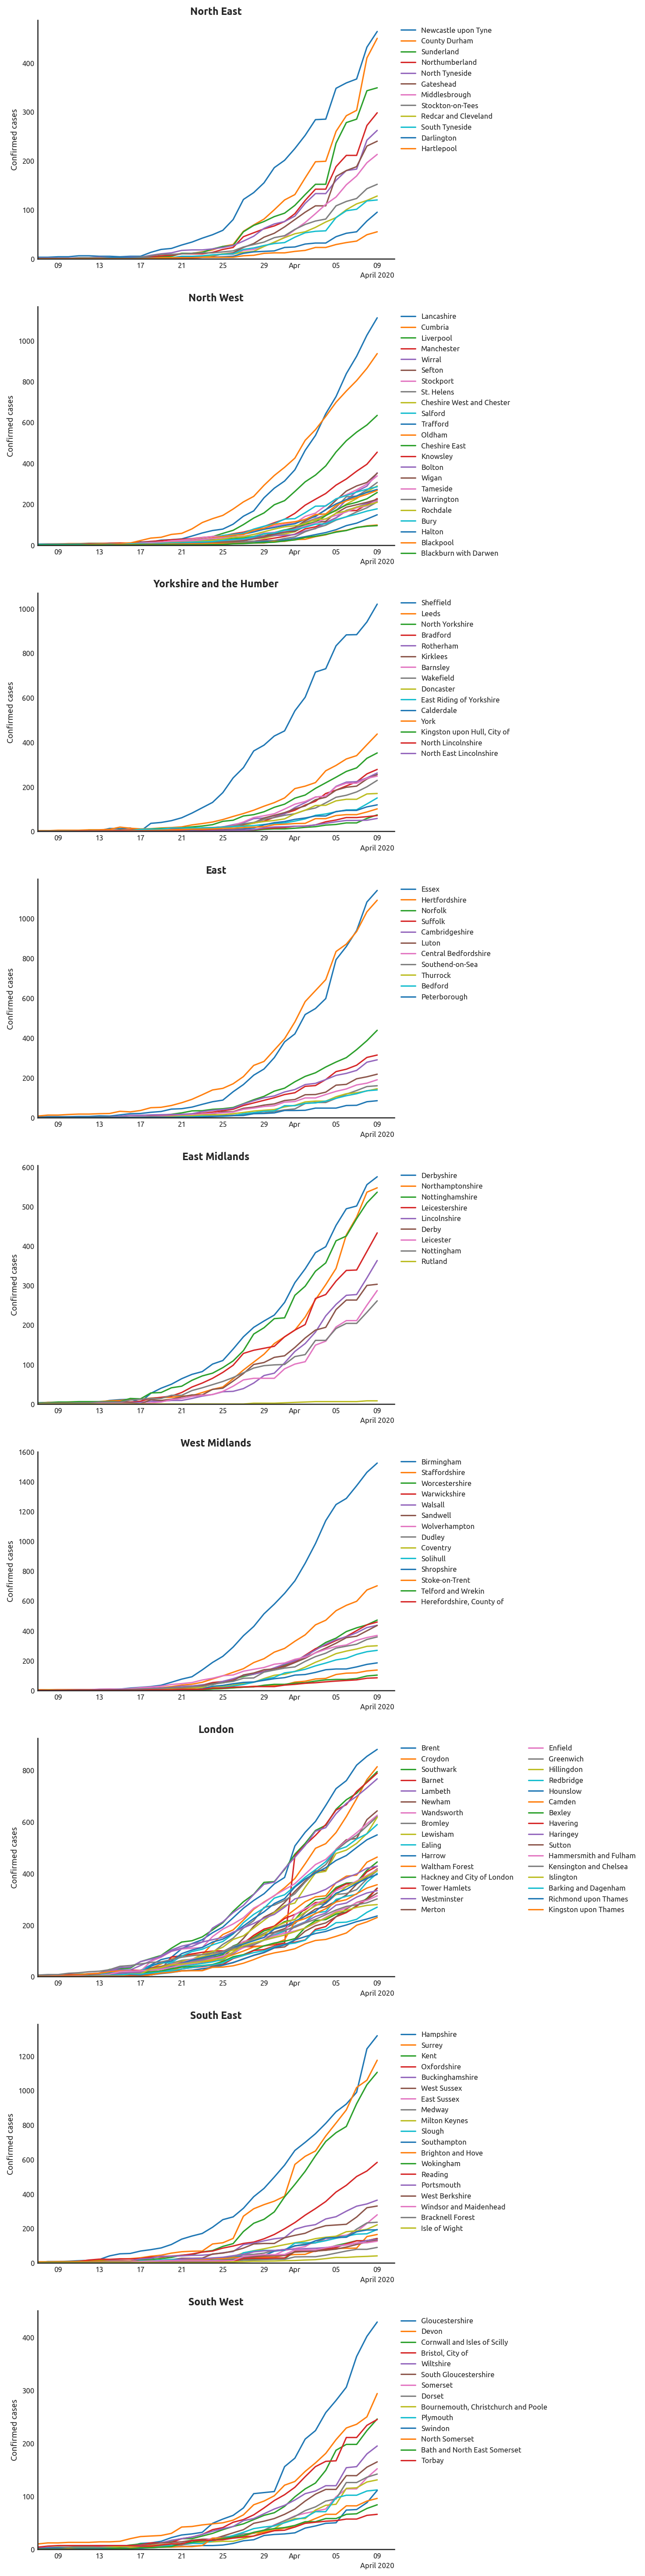 North East
Confirmed cases
400
300
200
100
0
09
13
17
21
25
29
Apr
05
09
April 2020
Newcastle upon Tyne
County Durham
Sunderland
Northumberland
North Tyneside
Gateshead
Middlesbrough
Stockton-on-Tees
Redcar and Cleveland
South Tyneside
Darlington
Hartlepool
North West
Confirmed cases
1000
800
600
400
200
0
09
13
17
21
25
29
Apr
05
09
April 2020
Lancashire
Cumbria
Liverpool
Manchester
Wirral
Sefton
Stockport
St. Helens
Cheshire West and Chester
Salford
Trafford
Oldham
Cheshire East
Knowsley
Bolton
Wigan
Tameside
Warrington
Rochdale
Bury
Halton
Blackpool
Blackburn with Darwen
Yorkshire and the Humber
Confirmed cases
1000
800
600
400
200
0
09
13
17
21
25
29
Apr
05
09
April 2020
Sheffield
Leeds
North Yorkshire
Bradford
Rotherham
Kirklees
Barnsley
Wakefield
Doncaster
East Riding of Yorkshire
Calderdale
York
Kingston upon Hull, City of
North Lincolnshire
North East Lincolnshire
East
Confirmed cases
1000
800
600
400
200
0
09
13
17
21
25
29
Apr
05
09
April 2020
Essex
Hertfordshire
Norfolk
Suffolk
Cambridgeshire
Luton
Central Bedfordshire
Southend-on-Sea
Thurrock
Bedford
Peterborough
East Midlands
Confirmed cases
600
500
400
300
200
100
0
09
13
17
21
25
29
Apr
05
09
April 2020
Derbyshire
Northamptonshire
Nottinghamshire
Leicestershire
Lincolnshire
Derby
Leicester
Nottingham
Rutland
West Midlands
Confirmed cases
1600
1400
1200
1000
800
600
400
200
0
09
13
17
21
25
29
Apr
05
09
April 2020
Birmingham
Staffordshire
Worcestershire
Warwickshire
Walsall
Sandwell
Wolverhampton
Dudley
Coventry
Solihull
Shropshire
Stoke-on-Trent
Telford and Wrekin
Herefordshire, County of
London
Confirmed cases
800
600
400
200
0
09
13
17
21
25
29
Apr
05
09
April 2020
Brent
Croydon
Southwark
Barnet
Lambeth
Newham
Wandsworth
Bromley
Lewisham
Ealing
Harrow
Waltham Forest
Hackney and City of London
Tower Hamlets
Westminster
Merton
Enfield
Greenwich
Hillingdon
Redbridge
Hounslow
Camden
Bexley
Havering
Haringey
Sutton
Hammersmith and Fulham
Kensington and Chelsea
Islington
Barking and Dagenham
Richmond upon Thames
Kingston upon Thames
South East
Confirmed cases
1200
1000
800
600
400
200
0
09
13
17
21
25
29
Apr
05
09
April 2020
Hampshire
Surrey
Kent
Oxfordshire
Buckinghamshire
West Sussex
East Sussex
Medway
Milton Keynes
Slough
Southampton
Brighton and Hove
Wokingham
Reading
Portsmouth
West Berkshire
Windsor and Maidenhead
Bracknell Forest
Isle of Wight
South West
Confirmed cases
400
300
200
100
0
09
13
17
21
25
29
Apr
05
09
April 2020
Gloucestershire
Devon
Cornwall and Isles of Scilly
Bristol, City of
Wiltshire
South Gloucestershire
Somerset
Dorset
Bournemouth, Christchurch and Poole
Plymouth
Swindon
North Somerset
Bath and North East Somerset
Torbay